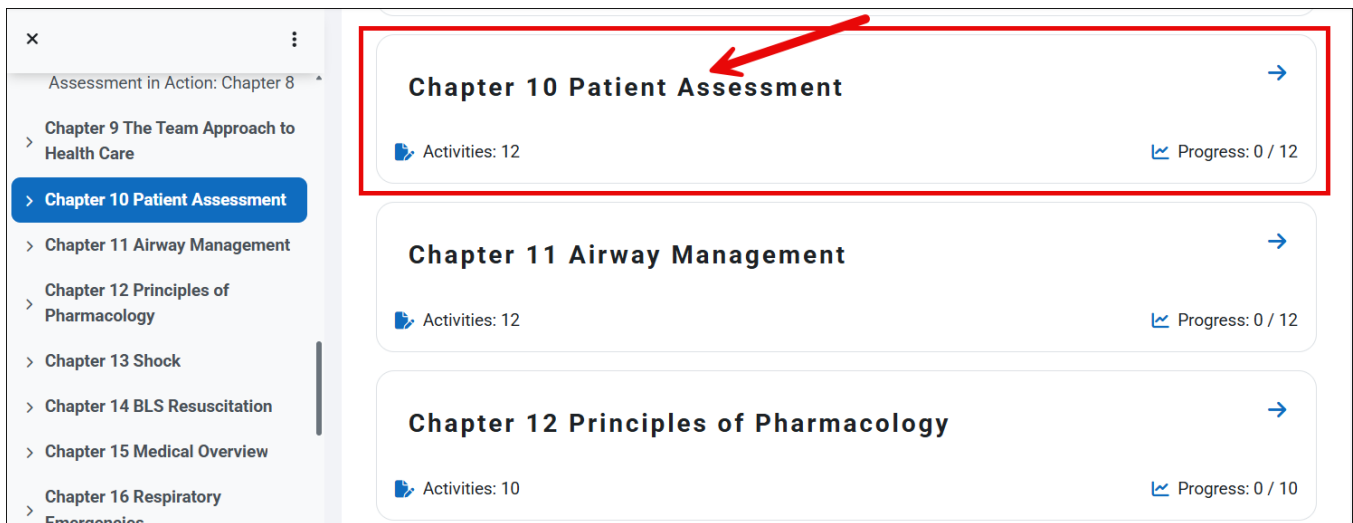 Assessment in Action: Chapter 8
Chapter 9 The Team Approach to
Health Care
Chapter 10 Patient Assessment
Chapter 11 Airway Management
Chapter 12 Principles of
Pharmacology
Chapter 13 Shock
Chapter 14 BLS Resuscitation
Chapter 15 Medical Overview
Chapter 16 Respiratory
Emergencies
Chapter 10 Patient Assessment
Activities: 12
Progress: 0 / 12
Chapter 11 Airway Management
Activities: 12
Progress: 0 / 12
Chapter 12 Principles of Pharmacology
Activities: 10
Progress: 0 / 10